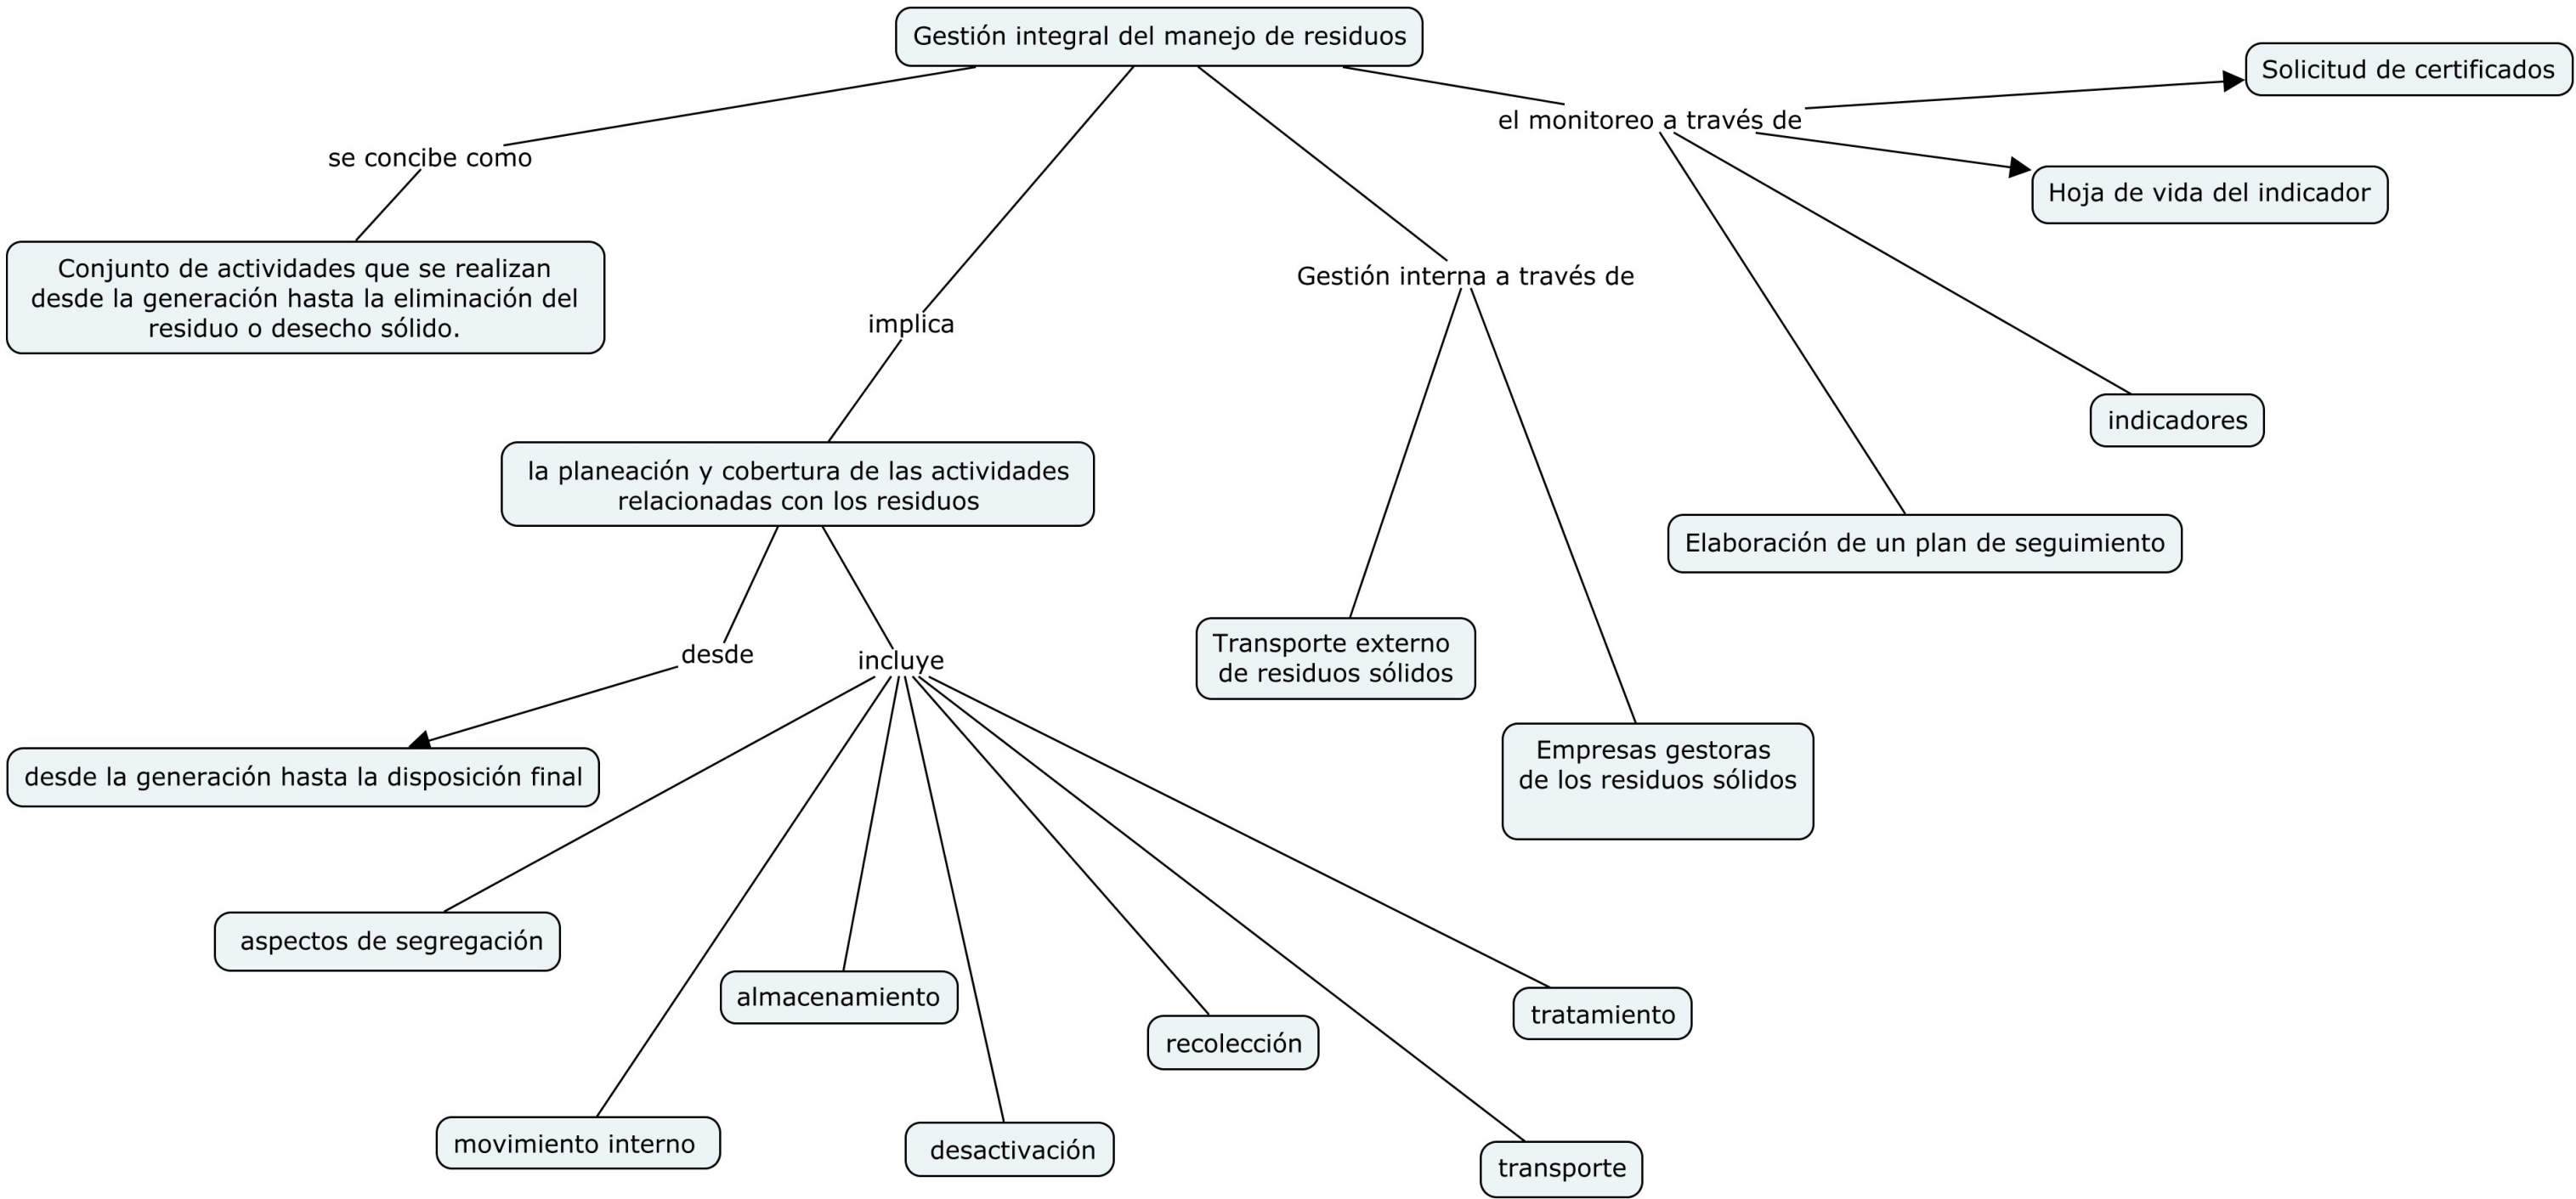 Gestión integral del manejo de residuos
Solicitud de certificados
el monitoreo a través de
se concibe como
Hoja de vida del indicador
Conjunto de actividades que se realizan
desde la generación hasta la eliminación del
residuo o desecho sólido.
Gestión interna a través de
implica
indicadores
la planeación y cobertura de las actividades
relacionadas con los residuos
Elaboración de un plan de seguimiento
desde
incluye
Transporte externo
de residuos sólidos
Empresas gestoras
de los residuos sólidos
desde la generación hasta la disposición final
aspectos de segregación
almacenamiento
tratamiento
recolección
movimiento interno
desactivación
transporte